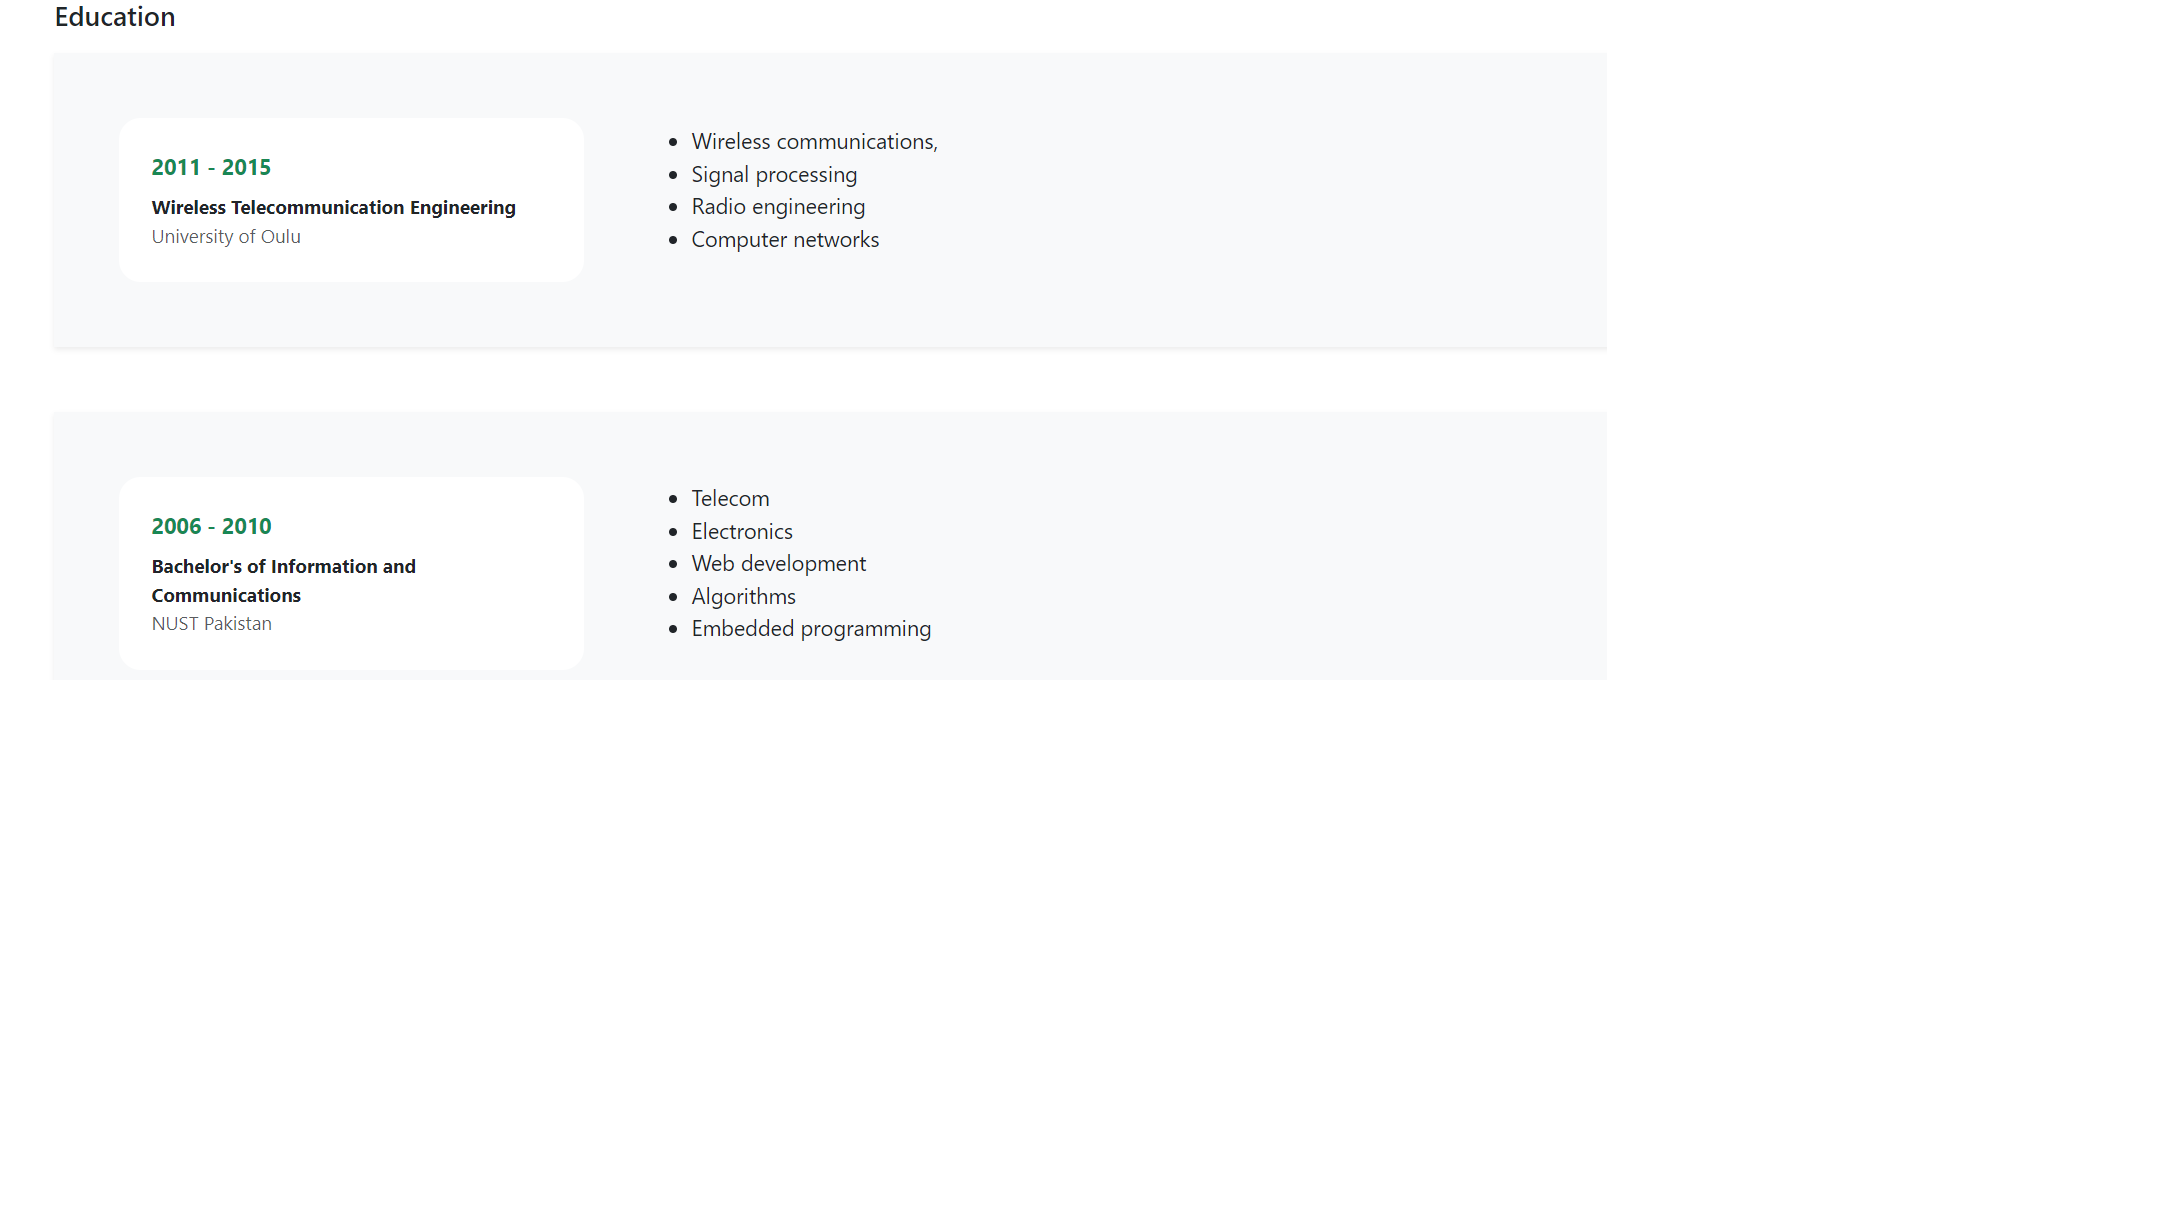 Education
2011 - 2015
Wireless Telecommunication Engineering
University of Oulu
Wireless communications,
Signal processing
Radio engineering
Computer networks
2006 - 2010
Bachelor's of Information and
Communications
NUST Pakistan
Telecom
Electronics
Web development
Algorithms
Embedded programming